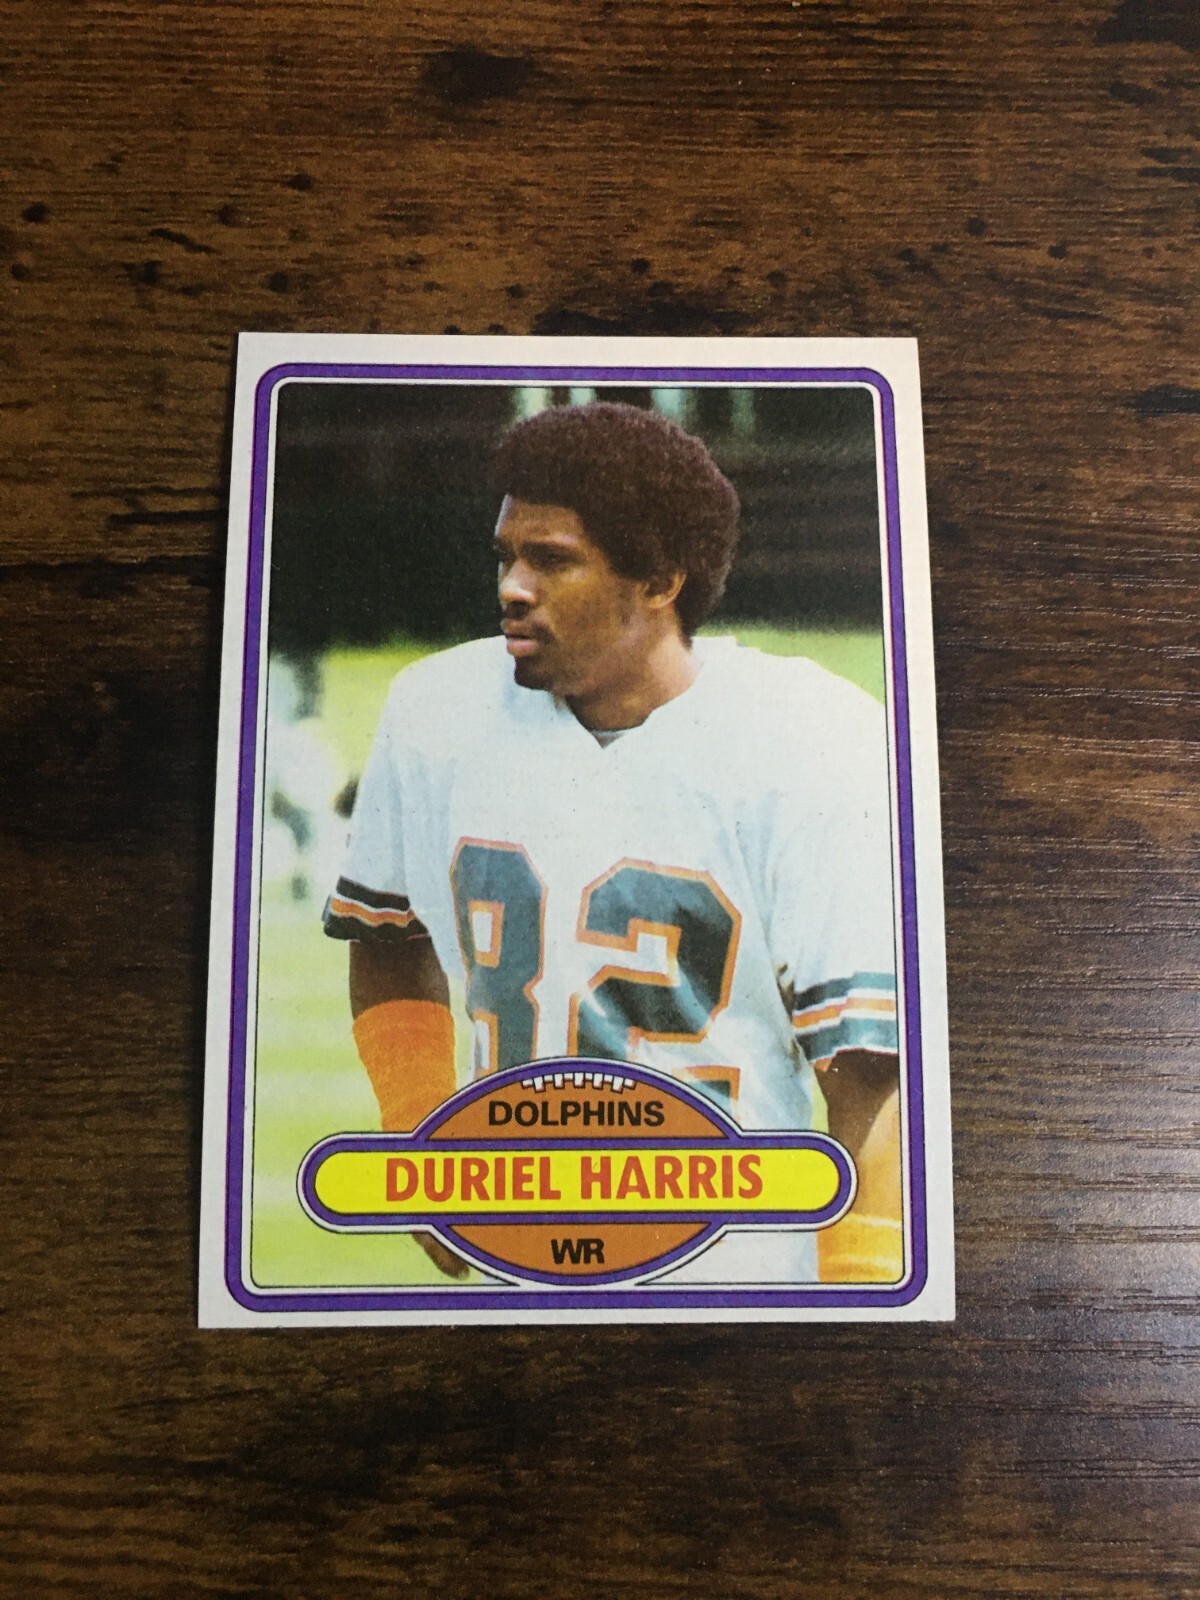 82
DOLPHINS
DURIEL HARRIS
WR